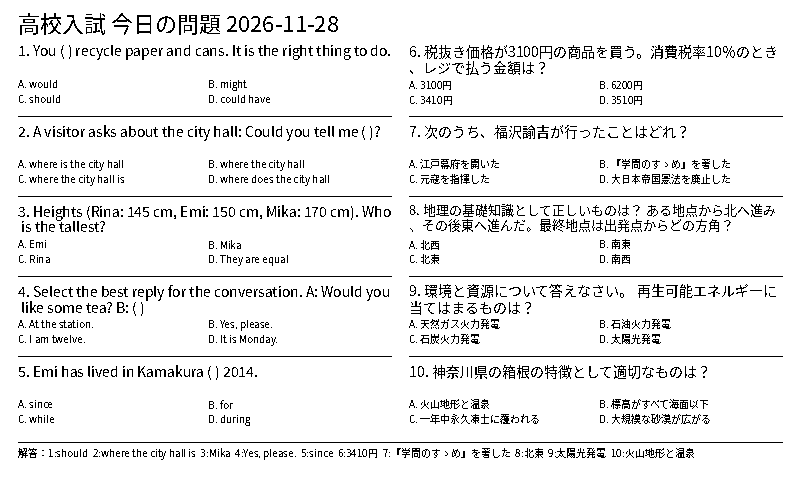 高校入試 今日の問題 2026-11-28
1. You ( ) recycle paper and cans. It is the right thing to do.
A. would
B. might
C. should
D. could have
2. A visitor asks about the city hall: Could you tell me ( )?
A. where is the city hall
B. where the city hall
C. where the city hall is
D. where does the city hall
3. Heights (Rina: 145 cm, Emi: 150 cm, Mika: 170 cm). Who
is the tallest?
A. Emi
B. Mika
C. Rina
D. They are equal
4. Select the best reply for the conversation. A: Would you
like some tea? B: ( )
A. At the station.
B. Yes, please.
C. I am twelve.
D. It is Monday.
5. Emi has lived in Kamakura ( ) 2014.
A. since
B. for
C. while
D. during
6. 税抜き価格が3100円の商品を買う。消費税率10%のとき
、レジで払う金額は？
A. 3100円
B. 6200円
C. 3410円
D. 3510円
7. 次のうち、福沢諭吉が行ったことはどれ？
A. 江戸幕府を開いた
B. 『学問のすゝめ』を著した
C. 元寇を指揮した
D. 大日本帝国憲法を廃止した
8. 地理の基礎知識として正しいものは？ ある地点から北へ進み
、その後東へ進んだ。最終地点は出発点からどの方角？
A. 北西
B. 南東
C. 北東
D. 南西
9. 環境と資源について答えなさい。 再生可能エネルギーに
当てはまるものは？
A. 天然ガス火力発電
B. 石油火力発電
C. 石炭火力発電
D. 太陽光発電
10. 神奈川県の箱根の特徴として適切なものは？
A. 火山地形と温泉
B. 標高がすべて海面以下
C. 一年中永久凍土に覆われる
D. 大規模な砂漠が広がる
解答：1:should 2:where the city hall is 3:Mika 4:Yes, please. 5:since 6:3410円 7:『学問のすゝめ』を著した 8:北東 9:太陽光発電 10:火山地形と温泉